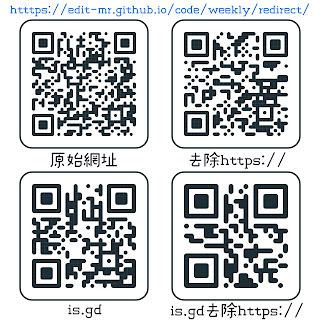 htttps://edit-mr.github.io/code/weekly/redirect/
原始網址
去除https://
is.gd
is.gd去除https://